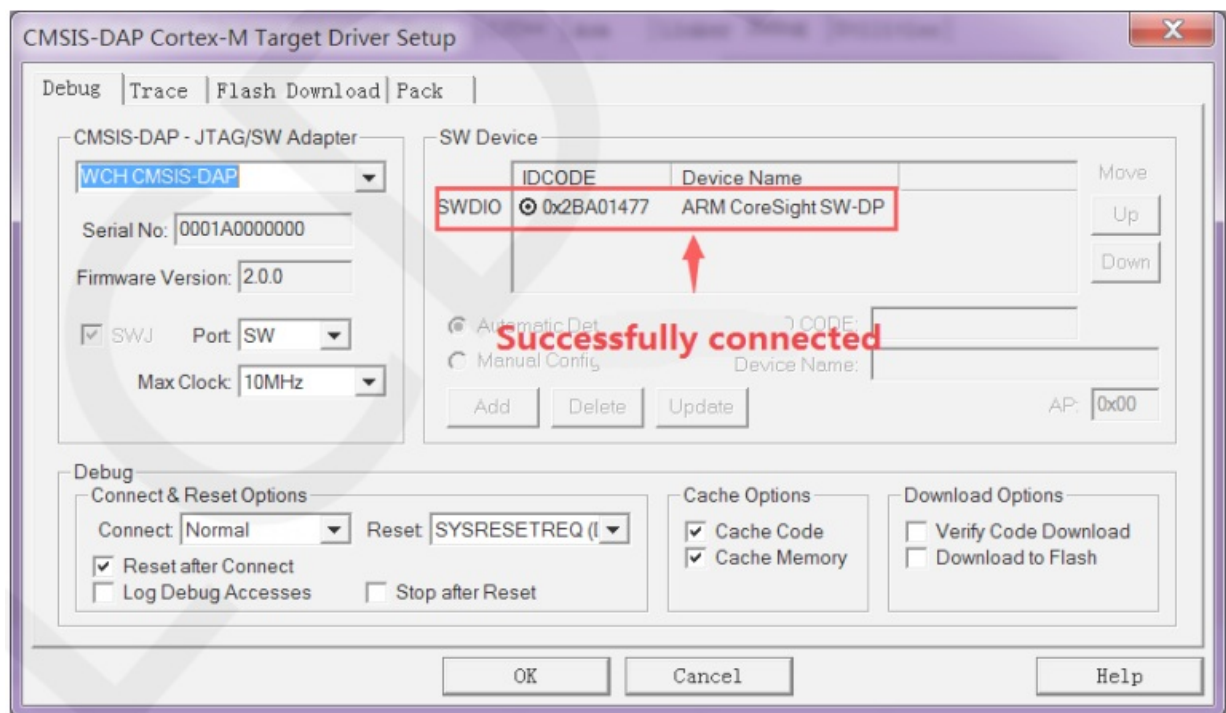 CMSIS-DAP Cortex-M Target Driver Setup
X
Debug Trace Flash Download Pack
CMSIS-DAP - JTAG/SW Adapter
WCH CMSIS-DAP
Serial No: 0001A0000000
Firmware Version: 2.0.0
SWJ Port: SW
Max Clock: 10MHz
SW Device
IDCODE Device Name
SWDIO 0x2BA01477 ARM CoreSight SW-DP
Move
Up
Down
Successfully connected
Automatic Det CODE:
Manual Config Device Name:
Add Delete Update AP: 0x00
Debug
Connect & Reset Options
Connect: Normal Reset: SYSRESETREQ (
Reset after Connect
Log Debug Accesses Stop after Reset
Cache Options
Cache Code
Cache Memory
Download Options
Verify Code Download
Download to Flash
OK Cancel Help